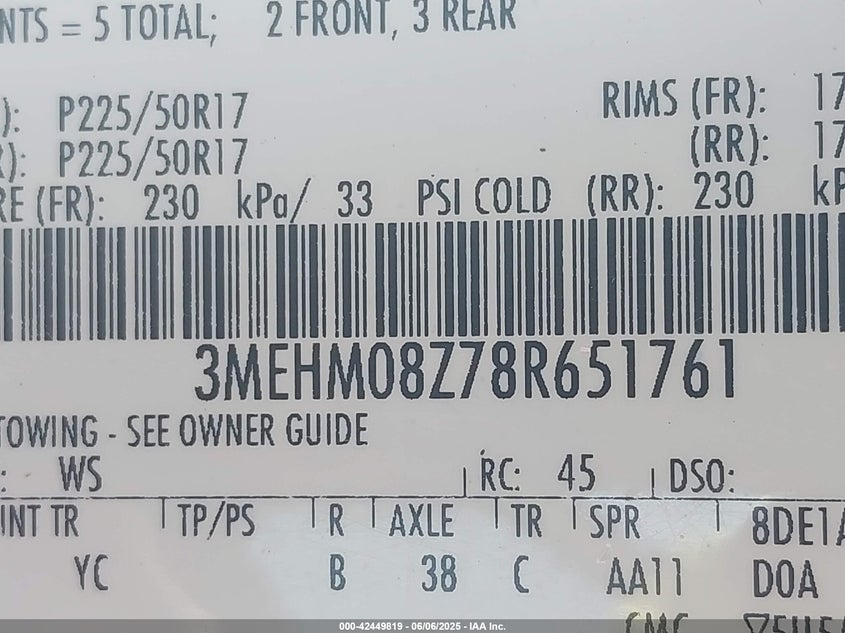 NTS = 5 TOTAL; 2 FRONT, 3 REAR
): P225/50R17 RIMS (FR): 17
): P225/50R17 (RR): 17
RE (FR): 230 kPa/ 33 PSI COLD (RR): 230 kP
3MEHM08Z78R651761
TOWING - SEE OWNER GUIDE
: WS RC: 45 DSO:
INT TR TP/PS R AXLE TR SPR 8DE1A
YC B 38 C AA11 D0A
000-42449819 - 06/06/2025 - IAA Inc.